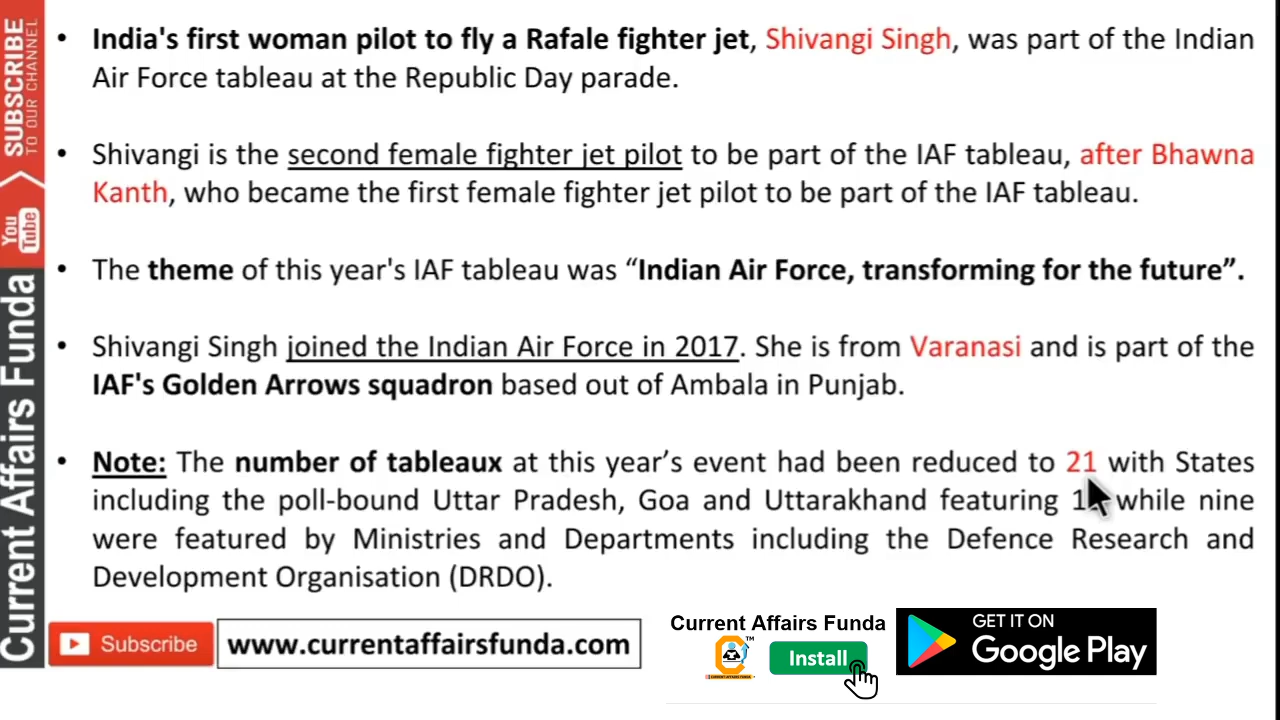 • India's first woman pilot to fly a Rafale fighter jet, Shivangi Singh, was part of the Indian
Air Force tableau at the Republic Day parade.
• Shivangi is the second female fighter jet pilot to be part of the IAF tableau, after Bhawna
Kanth, who became the first female fighter jet pilot to be part of the IAF tableau.
• The theme of this year's IAF tableau was “Indian Air Force, transforming for the future”.
• Shivangi Singh joined the Indian Air Force in 2017. She is from Varanasi and is part of the
IAF's Golden Arrows squadron based out of Ambala in Punjab.
• Note: The number of tableaux at this year’s event had been reduced to 21 with States
including the poll-bound Uttar Pradesh, Goa and Uttarakhand featuring while nine
were featured by Ministries and Departments including the Defence Research and
Development Organisation (DRDO).
SUBSCRIBE
TO OUR CHANNEL
You Tube
Current Affairs Funda
Subscribe
www.currentaffairsfunda.com
Current Affairs Funda
TM
Install
CURRENT AFFAIRS FUNDA
GET IT ON
Google Play